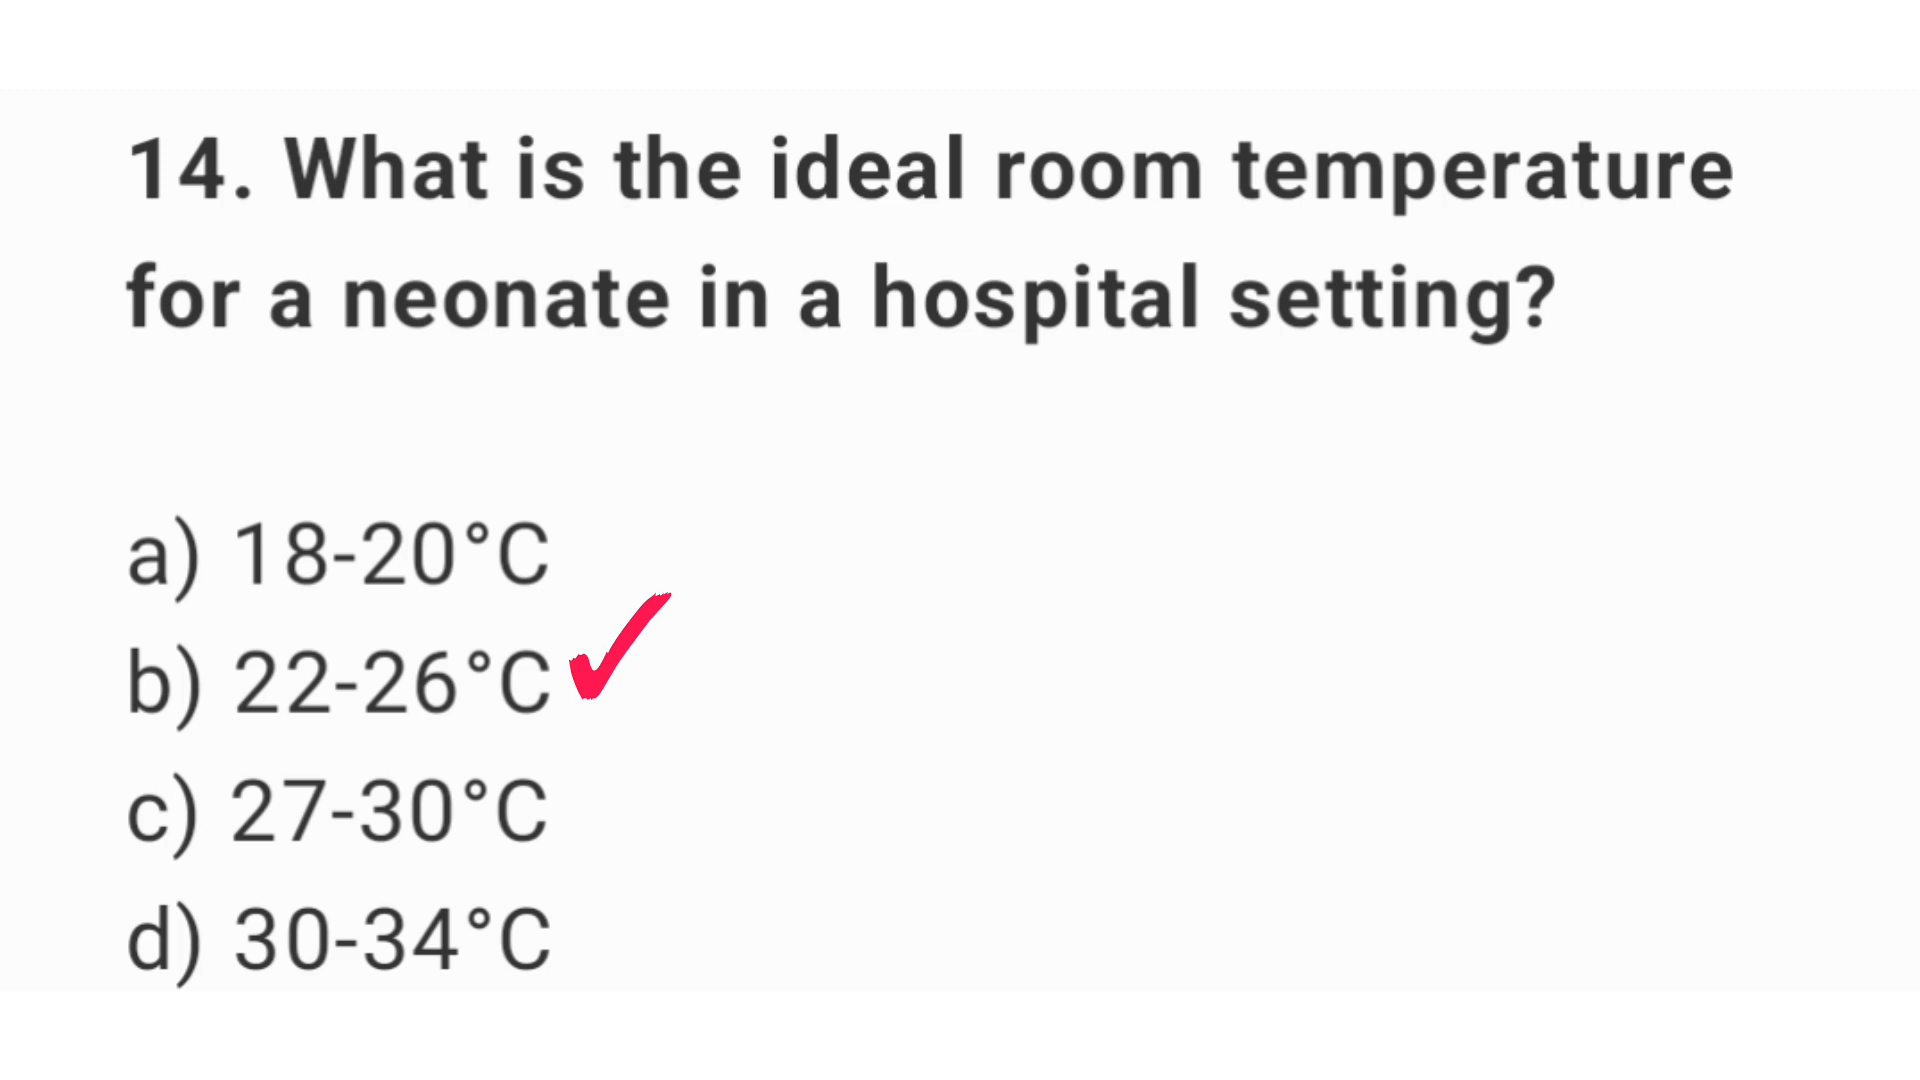 14. What is the ideal room temperature
for a neonate in a hospital setting?
a) 18-20°C
b) 22-26°C
c) 27-30°C
d) 30-34°C